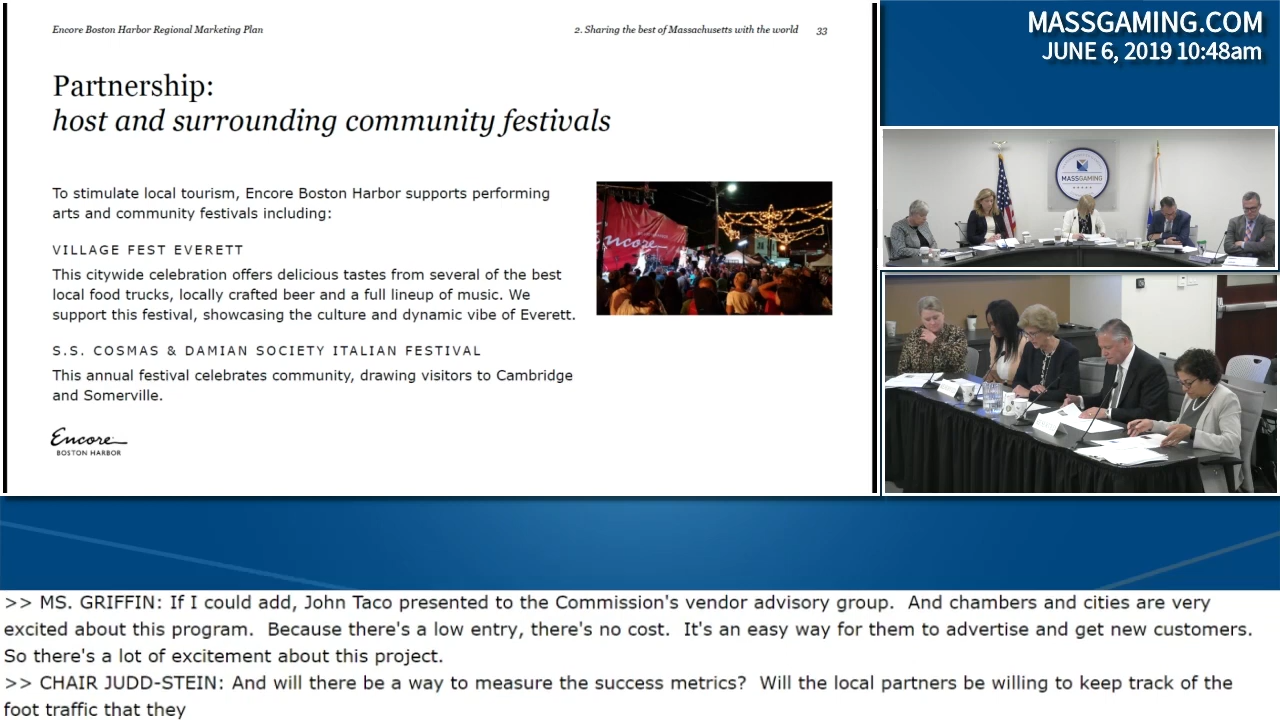 Encore Boston Harbor Regional Marketing Plan
2. Sharing the best of Massachusetts with the world 33
MASSGAMING.COM
JUNE 6, 2019 10:48am
Partnership:
host and surrounding community festivals
To stimulate local tourism, Encore Boston Harbor supports performing
arts and community festivals including:
VILLAGE FEST EVERETT
This citywide celebration offers delicious tastes from several of the best
local food trucks, locally crafted beer and a full lineup of music. We
support this festival, showcasing the culture and dynamic vibe of Everett.
S.S. COSMAS & DAMIAN SOCIETY ITALIAN FESTIVAL
This annual festival celebrates community, drawing visitors to Cambridge
and Somerville.
Encore
BOSTON HARBOR
Encore
MASSGAMING
>> MS. GRIFFIN: If I could add, John Taco presented to the Commission's vendor advisory group. And chambers and cities are very
excited about this program. Because there's a low entry, there's no cost. It's an easy way for them to advertise and get new customers.
So there's a lot of excitement about this project.
>> CHAIR JUDD-STEIN: And will there be a way to measure the success metrics? Will the local partners be willing to keep track of the
foot traffic that they